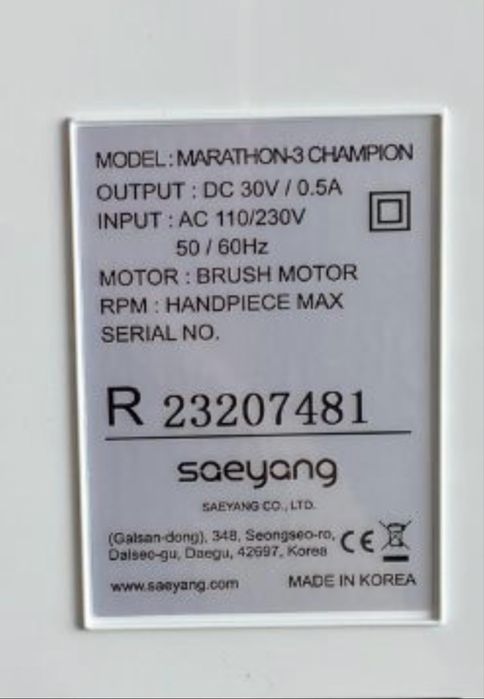 MODEL : MARATHON-3 CHAMPION
OUTPUT : DC 30V / 0.5A
INPUT : AC 110/230V
50 / 60Hz
MOTOR : BRUSH MOTOR
RPM : HANDPIECE MAX
SERIAL NO.
R 23207481
saeyang
SAEYANG CO., LTD.
(Galsan-dong), 348, Seongseo-ro,
Dalseo-gu, Daegu, 42697, Korea
CE
www.saeyang.com MADE IN KOREA